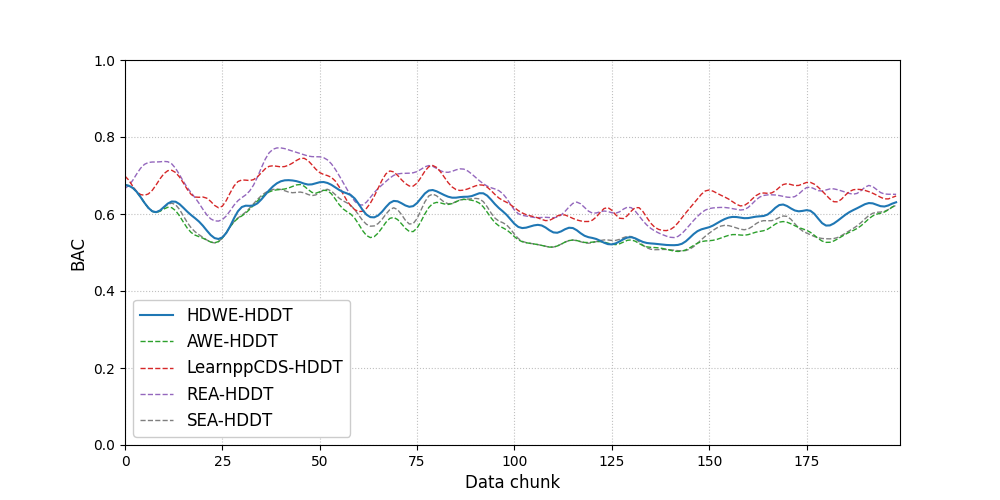 1.0
0.8
0.6
0.4
0.2
0.0
BAC
HDWE-HDDT
AWE-HDDT
LearnppCDS-HDDT
REA-HDDT
SEA-HDDT
0 25 50 75 100 125 150 175
Data chunk